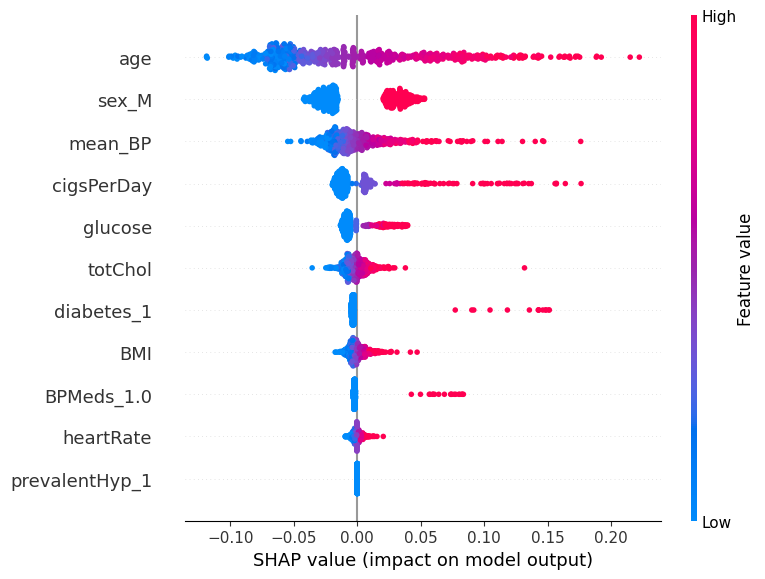 High
age
sex_M
mean_BP
cigsPerDay
glucose
totChol
diabetes_1
BMI
BPMeds_1.0
heartRate
prevalentHyp_1
Feature value
Low
−0.10 −0.05 0.00 0.05 0.10 0.15 0.20
SHAP value (impact on model output)